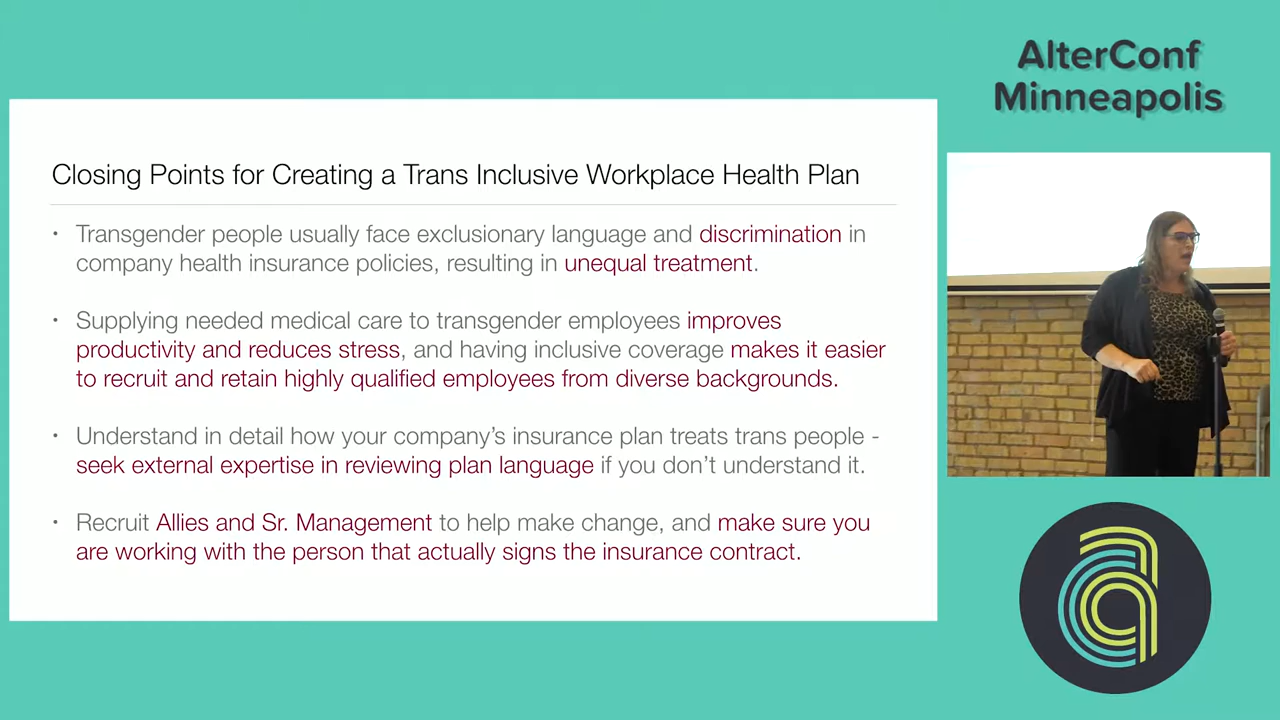 AlterConf
Minneapolis
Closing Points for Creating a Trans Inclusive Workplace Health Plan
• Transgender people usually face exclusionary language and discrimination in
company health insurance policies, resulting in unequal treatment.
• Supplying needed medical care to transgender employees improves
productivity and reduces stress, and having inclusive coverage makes it easier
to recruit and retain highly qualified employees from diverse backgrounds.
• Understand in detail how your company’s insurance plan treats trans people -
seek external expertise in reviewing plan language if you don’t understand it.
• Recruit Allies and Sr. Management to help make change, and make sure you
are working with the person that actually signs the insurance contract.